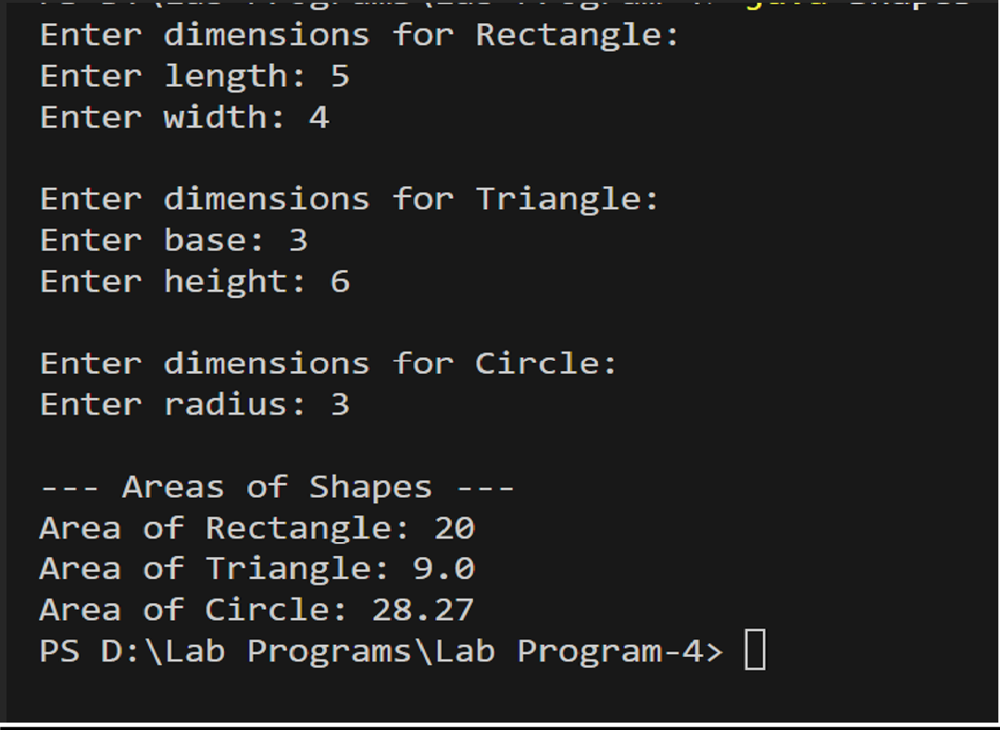 Enter dimensions for Rectangle:
Enter length: 5
Enter width: 4
Enter dimensions for Triangle:
Enter base: 3
Enter height: 6
Enter dimensions for Circle:
Enter radius: 3
--- Areas of Shapes ---
Area of Rectangle: 20
Area of Triangle: 9.0
Area of Circle: 28.27
PS D:\Lab Programs\Lab Program-4>